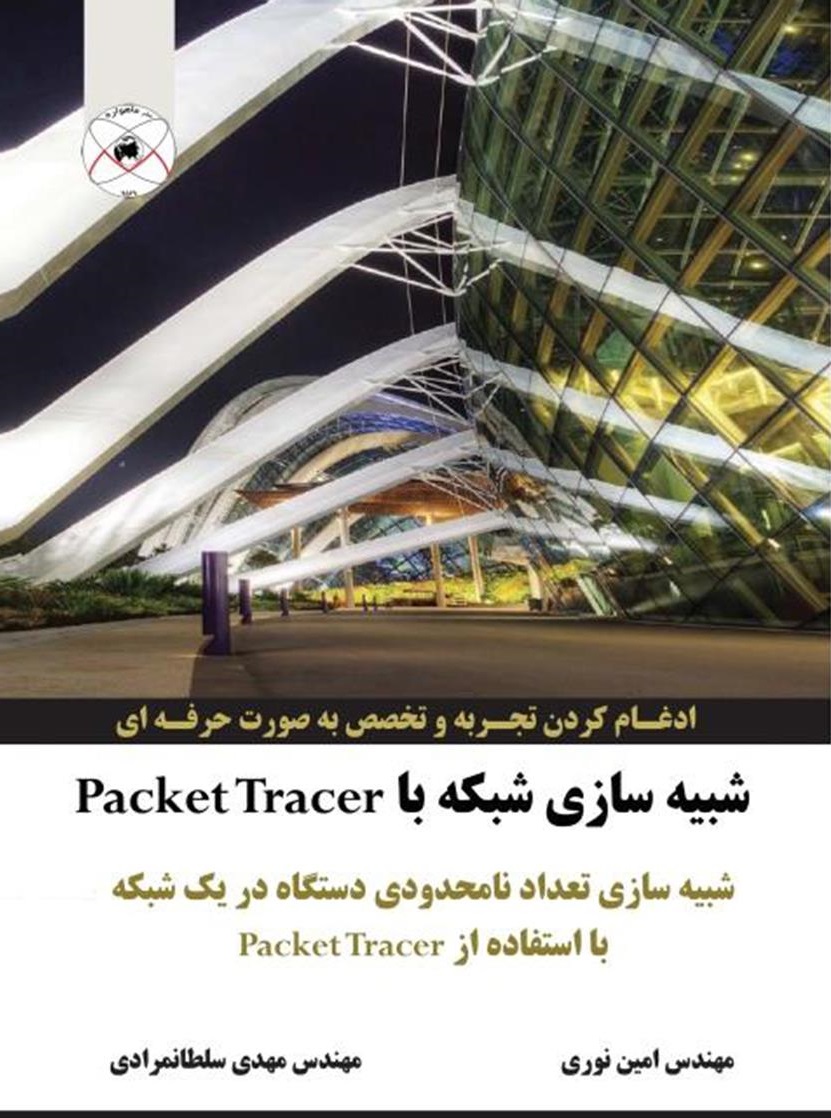 ادغام کردن تجربه و تخصص به صورت حرفه ای
شبیه سازی شبکه با Packet Tracer
شبیه سازی تعداد نامحدودی دستگاه در یک شبکه
با استفاده از Packet Tracer
مهندس امین نوری
مهندس مهدی سلطانمرادی